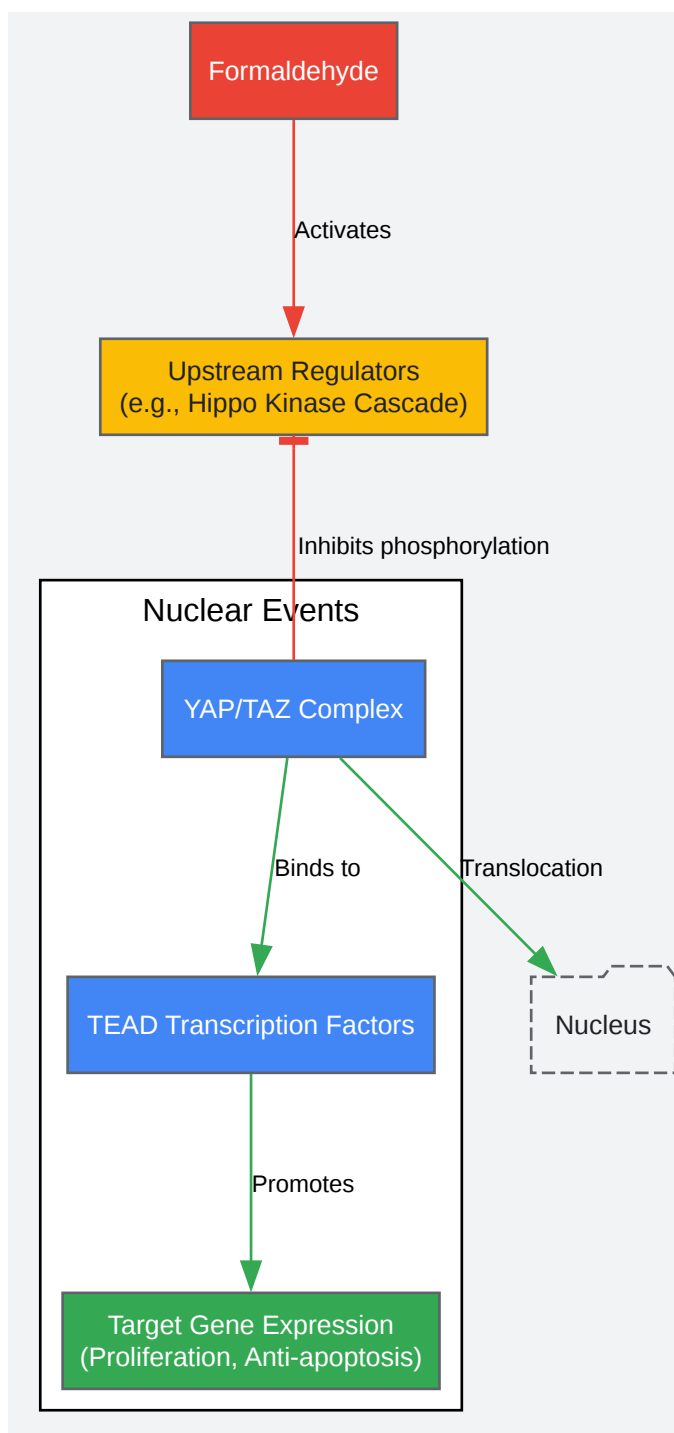 Formaldehyde
Activates
Upstream Regulators
(e.g., Hippo Kinase Cascade)
Inhibits phosphorylation
Nuclear Events
YAP/TAZ Complex
Binds to
Translocation
TEAD Transcription Factors
Nucleus
Promotes
Target Gene Expression
(Proliferation, Anti-apoptosis)